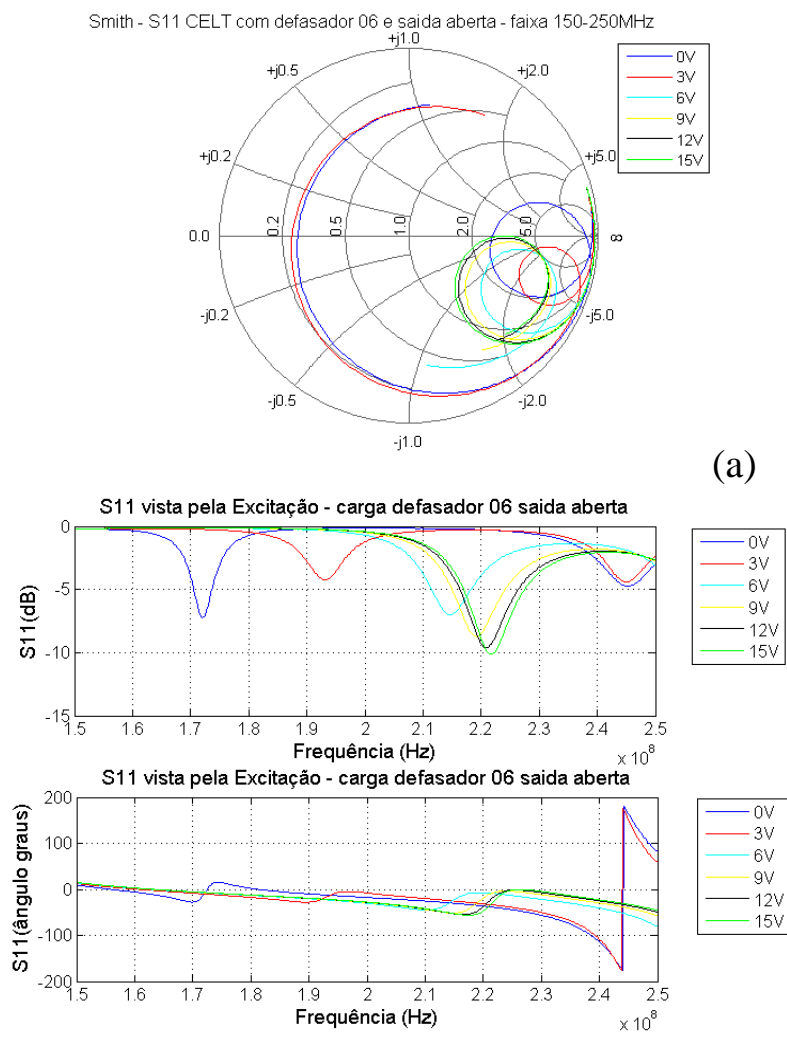 Smith - S11 CELT com defasador 06 e saida aberta - faixa 150-250MHz
+j1.0
+j0.5
+j2.0
+j0.2
+j5.0
0.0
0.2
0.5
1.0
2.0
5.0
∞
-j0.2
-j5.0
-j0.5
-j2.0
-j1.0
0V
3V
6V
9V
12V
15V
(a)
S11 vista pela Excitação - carga defasador 06 saida aberta
S11(dB)
0
-5
-10
-15
1.5
1.6
1.7
1.8
1.9
2
2.1
2.2
2.3
2.4
2.5
Frequência (Hz)
x 10^8
0V
3V
6V
9V
12V
15V
S11 vista pela Excitação - carga defasador 06 saida aberta
S11(ângulo graus)
200
100
0
-100
-200
1.5
1.6
1.7
1.8
1.9
2
2.1
2.2
2.3
2.4
2.5
Frequência (Hz)
x 10^8
0V
3V
6V
9V
12V
15V